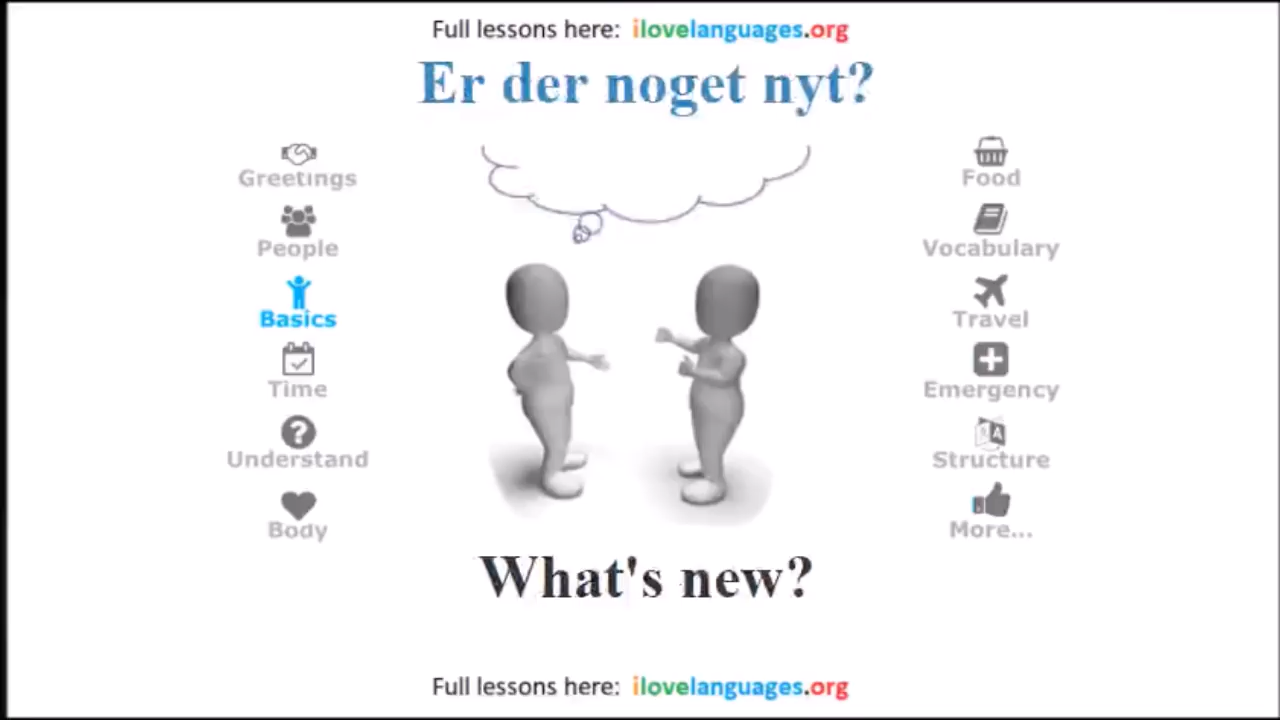 Full lessons here: ilovelanguages.org
Er der noget nyt?
Greetings
People
Basics
Time
Understand
Body
Food
Vocabulary
Travel
Emergency
Structure
More...
What's new?
Full lessons here: ilovelanguages.org